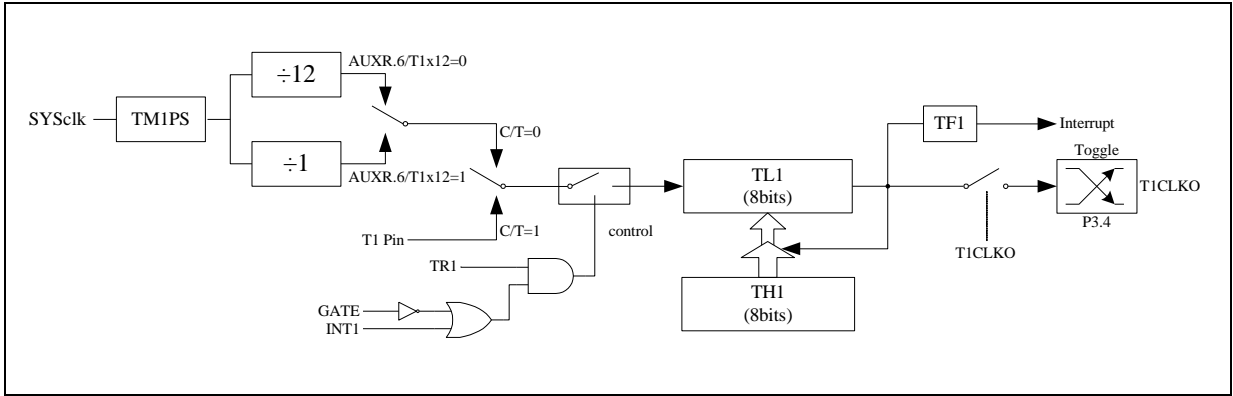 AUXR.6/T1x12=0
÷12
SYSclk
TM1PS
÷1
AUXR.6/T1x12=1
C/T=0
C/T=1
T1 Pin
control
TR1
GATE
INT1
TL1
(8bits)
TH1
(8bits)
TF1
Interrupt
Toggle
T1CLKO
P3.4
T1CLKO